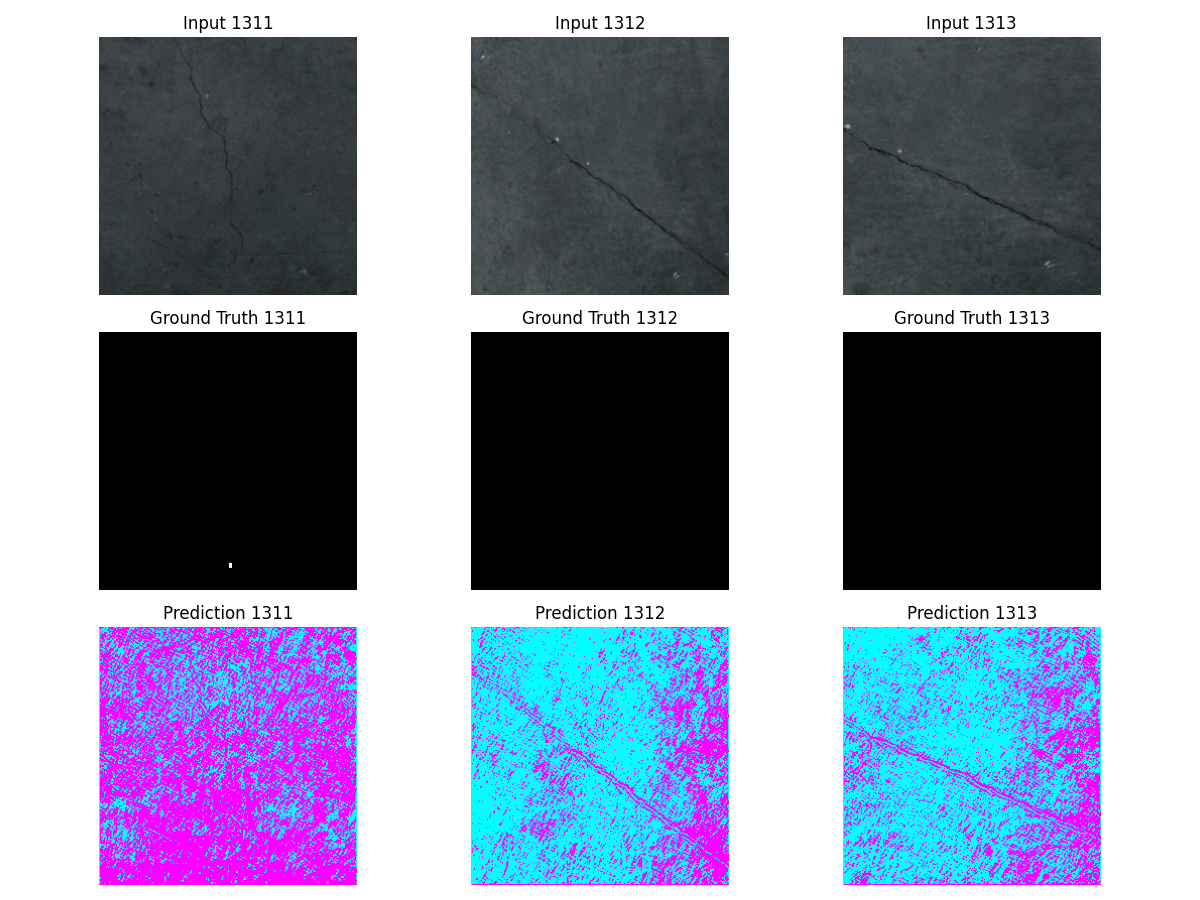 Input 1311
Input 1312
Input 1313
Ground Truth 1311
Ground Truth 1312
Ground Truth 1313
Prediction 1311
Prediction 1312
Prediction 1313